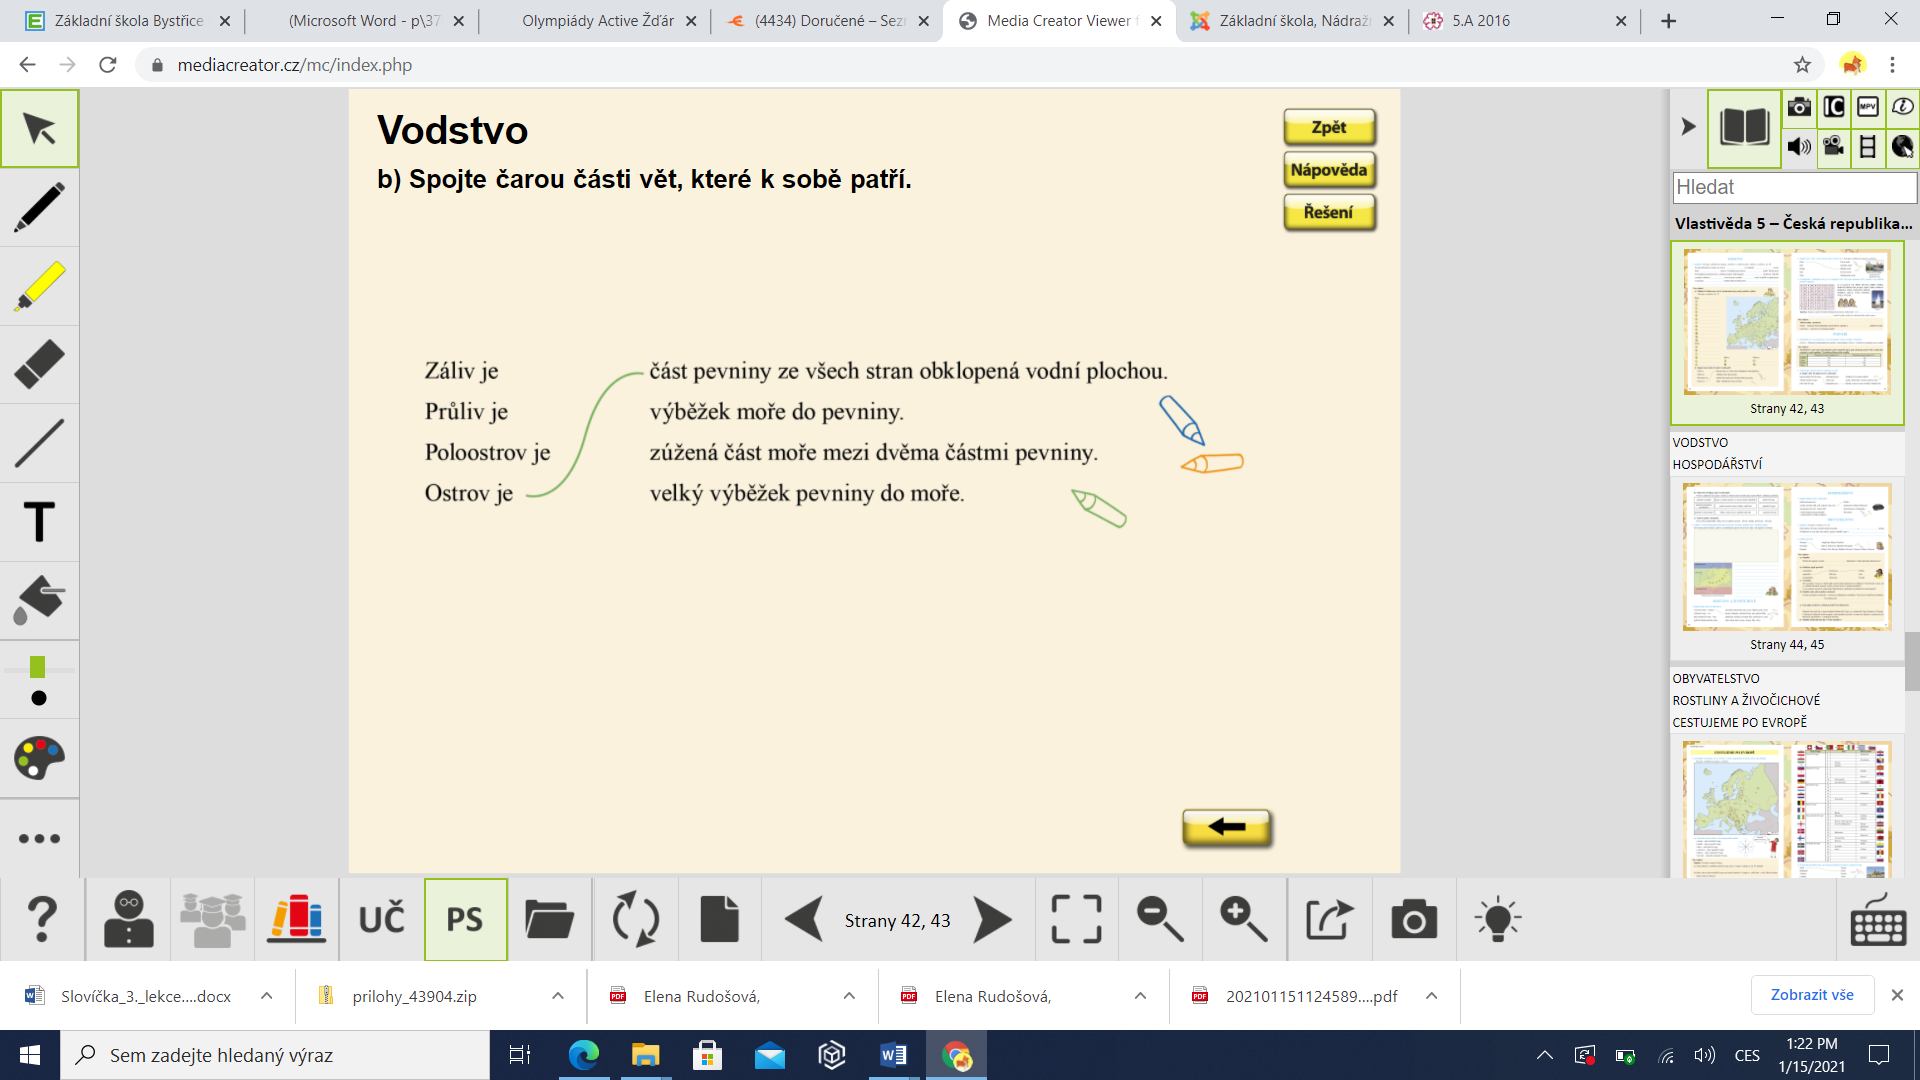 Základní škola Bystřice
(Microsoft Word - p\37
Olympiády Active Žďár
(4434) Doručené – Sezn
Media Creator Viewer f
Základní škola, Nádraž
5.A 2016
mediacreator.cz/mc/index.php
Vodstvo
b) Spojte čarou části vět, které k sobě patří.
Zpět
Nápověda
Řešení
Záliv je
část pevniny ze všech stran obklopená vodní plochou.
Průliv je
výběžek moře do pevniny.
Poloostrov je
zúžená část moře mezi dvěma částmi pevniny.
Ostrov je
velký výběžek pevniny do moře.
T
IC
MPV
Hledat
Vlastivěda 5 – Česká republika...
Strany 42, 43
VODSTVO
HOSPODÁŘSTVÍ
Strany 44, 45
OBYVATELSTVO
ROSTLINY A ŽIVOČICHOVÉ
CESTUJEME PO EVROPĚ
?
UČ
PS
Strany 42, 43
Slovíčka_3._lekce....docx
prilohy_43904.zip
Elena Rudošová,
Elena Rudošová,
202101151124589....pdf
Zobrazit vše
Sem zadejte hledaný výraz
CES
1:22 PM
1/15/2021